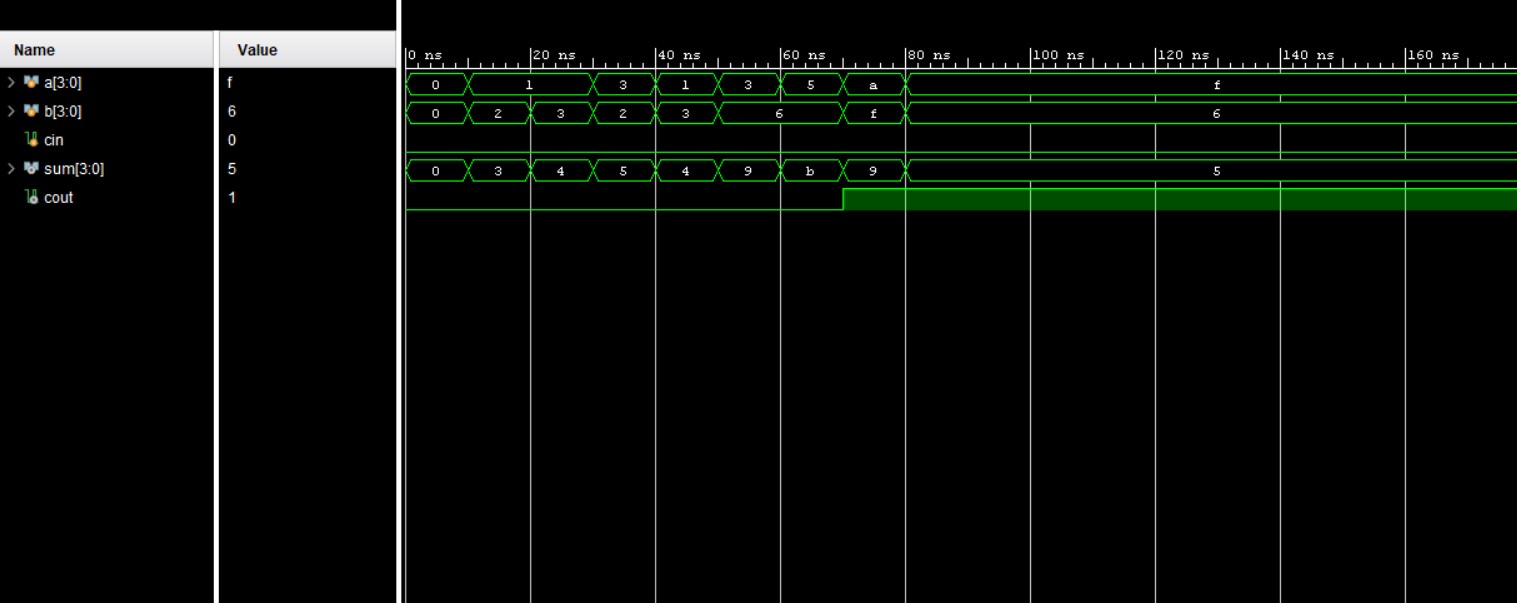 Name Value
0 ns 20 ns 40 ns 60 ns 80 ns 100 ns 120 ns 140 ns 160 ns
a[3:0] f 0 1 3 1 3 5 a f
b[3:0] 6 0 2 3 2 3 6 f 6
cin 0
sum[3:0] 5 0 3 4 5 4 9 b 9 5
cout 1